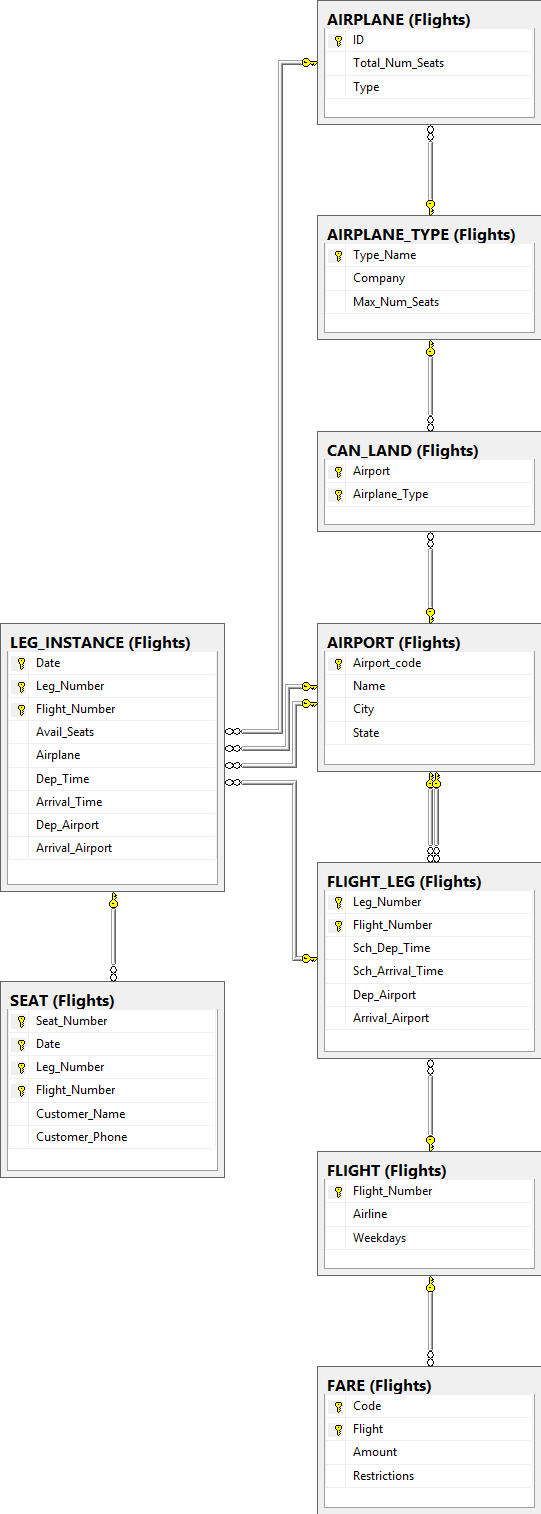 AIRPLANE (Flights)
ID
Total_Num_Seats
Type
AIRPLANE_TYPE (Flights)
Type_Name
Company
Max_Num_Seats
CAN_LAND (Flights)
Airport
Airplane_Type
LEG_INSTANCE (Flights)
Date
Leg_Number
Flight_Number
Avail_Seats
Airplane
Dep_Time
Arrival_Time
Dep_Airport
Arrival_Airport
AIRPORT (Flights)
Airport_code
Name
City
State
FLIGHT_LEG (Flights)
Leg_Number
Flight_Number
Sch_Dep_Time
Sch_Arrival_Time
Dep_Airport
Arrival_Airport
SEAT (Flights)
Seat_Number
Date
Leg_Number
Flight_Number
Customer_Name
Customer_Phone
FLIGHT (Flights)
Flight_Number
Airline
Weekdays
FARE (Flights)
Code
Flight
Amount
Restrictions